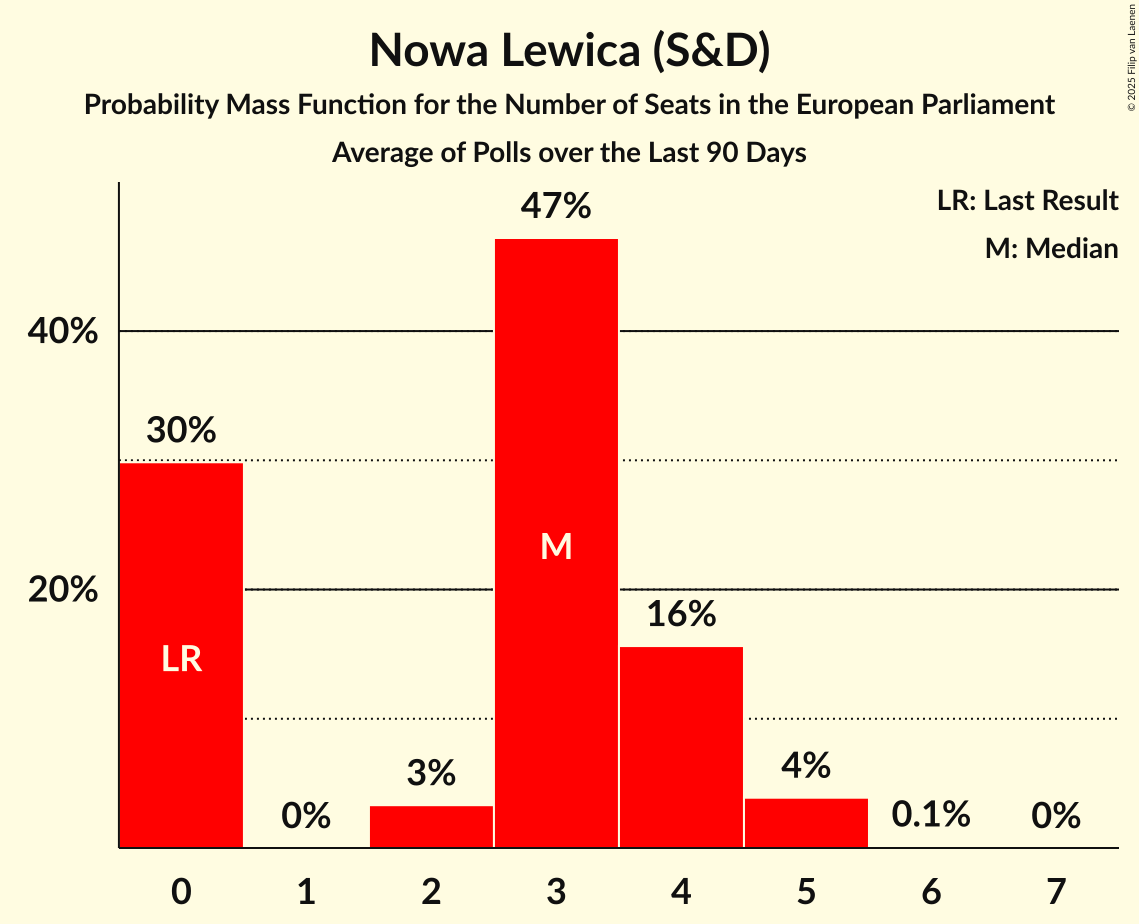 Nowa Lewica (S&D)
Probability Mass Function for the Number of Seats in the European Parliament
Average of Polls over the Last 90 Days
© 2025 Filip van Laenen
LR: Last Result
M: Median
47%
40%
30%
M
20%
16%
LR
3%
4%
0%
0.1%
0%
0 1 2 3 4 5 6 7